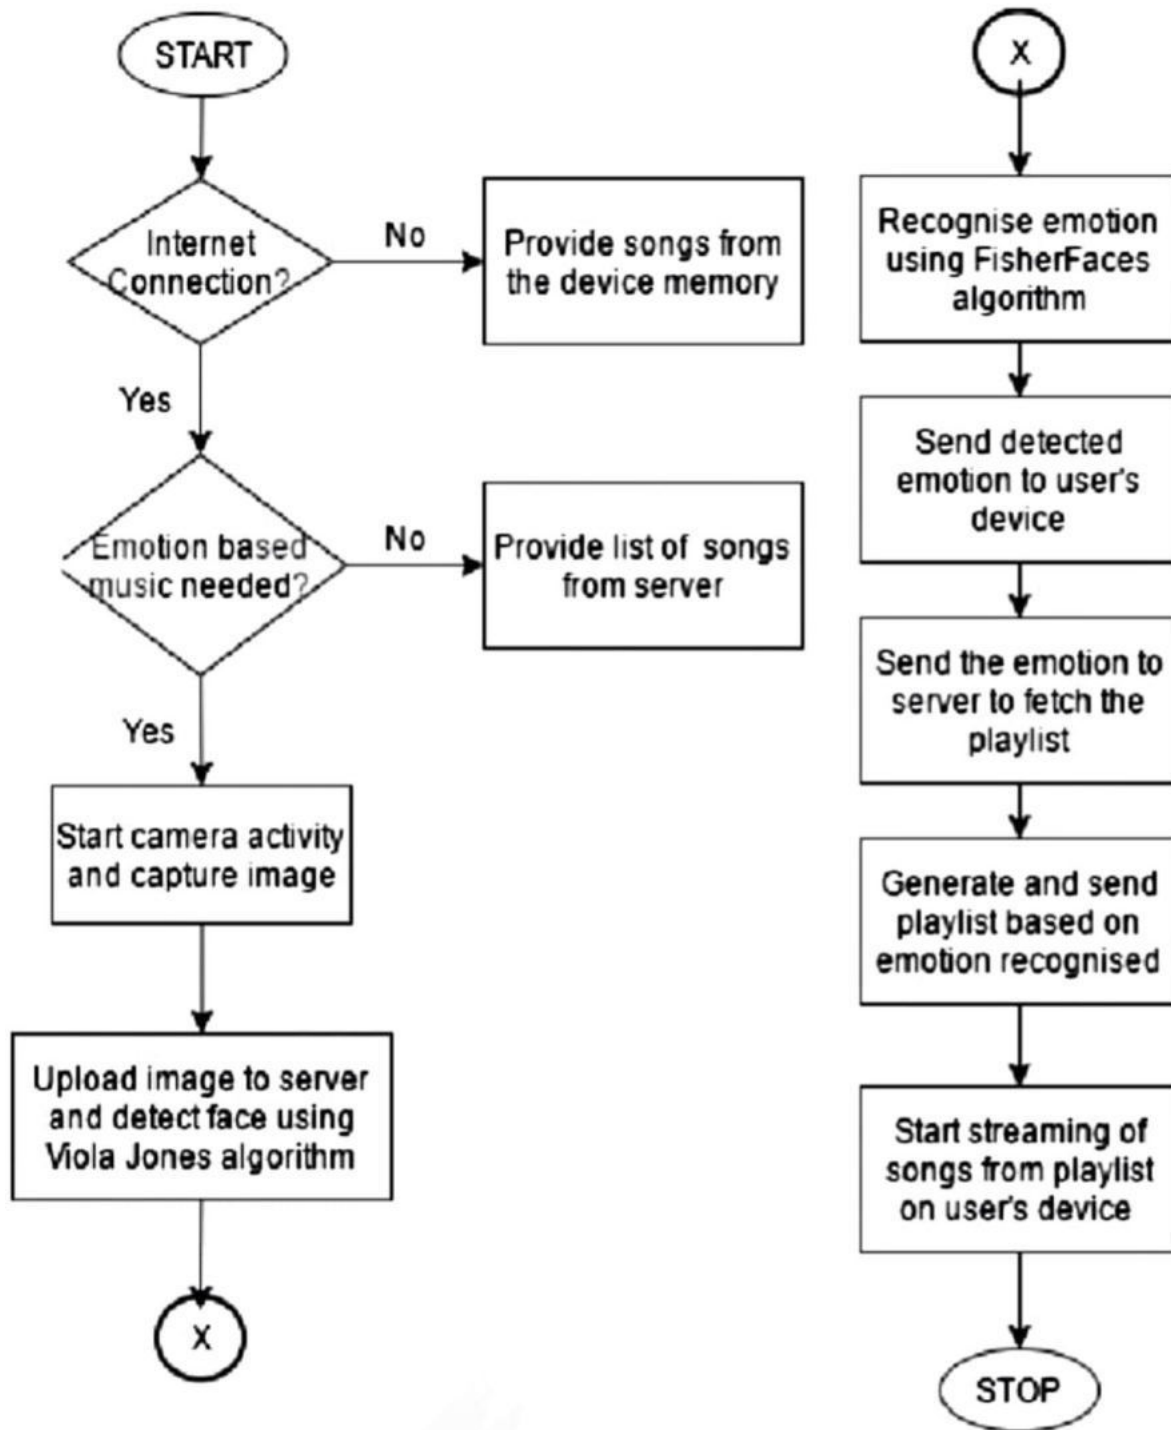 START
Internet
Connection?
No
Provide songs from
the device memory
Yes
Emotion based
music needed?
No
Provide list of songs
from server
Yes
Start camera activity
and capture image
Upload image to server
and detect face using
Viola Jones algorithm
X
X
Recognise emotion
using FisherFaces
algorithm
Send detected
emotion to user's
device
Send the emotion to
server to fetch the
playlist
Generate and send
playlist based on
emotion recognised
Start streaming of
songs from playlist
on user's device
STOP